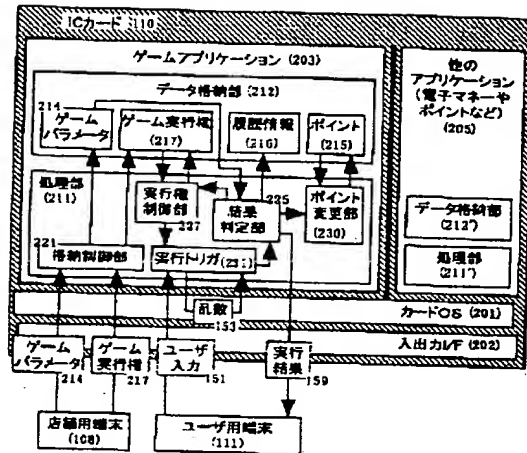 ICカード 110
ゲームアプリケーション (203)
データ格納部 (212)
214
ゲーム
パラメータ
ゲーム実行権
(217)
履歴情報
(216)
ポイント
(215)
処理部
(211)
実行権
制御部
227
225
結果
判定部
ポイント
変更部
(230)
221
格納制御部
実行トリガ
乱数
153
他の
アプリケーション
(電子マネーや
ポイントなど)
(205)
データ格納部
(212')
処理部
(211')
カードOS (201)
入出力I/F (202)
ゲーム
パラメータ
214
ゲーム
実行権
217
ユーザ
入力
151
実行
結果
159
店舗用端末
(108)
ユーザ用端末
(111)